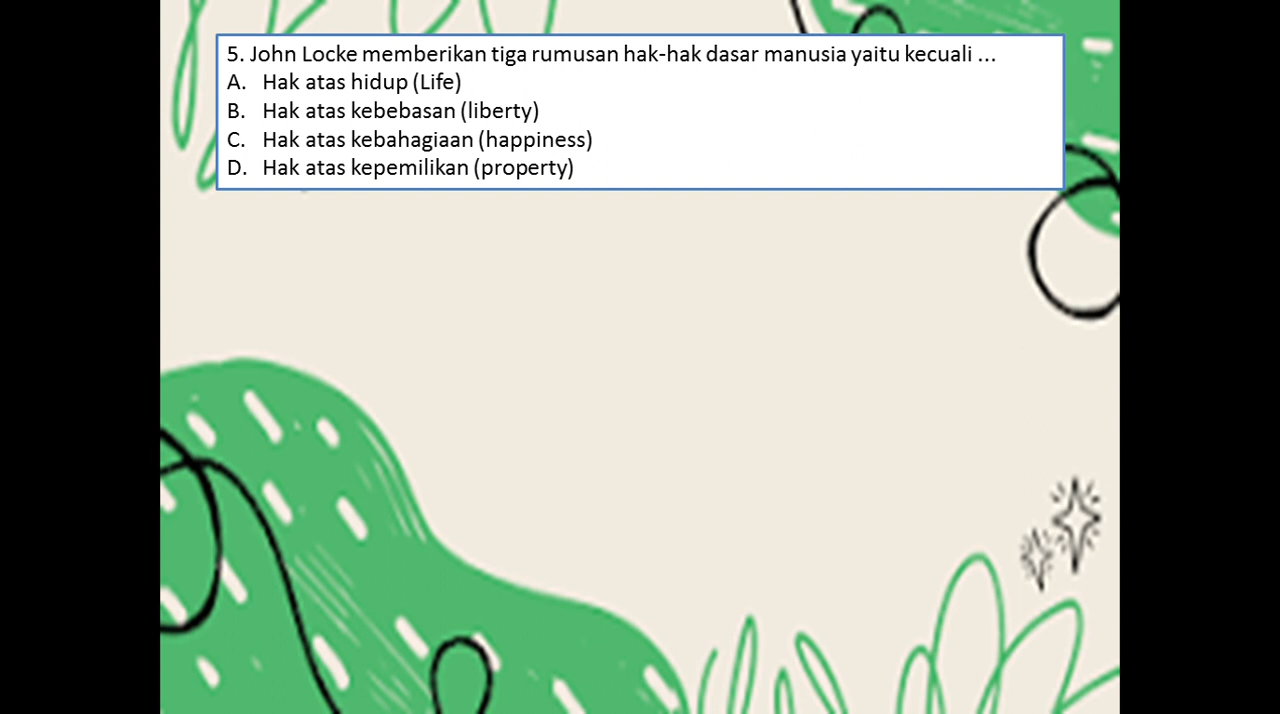 5. John Locke memberikan tiga rumusan hak-hak dasar manusia yaitu kecuali ...
A. Hak atas hidup (Life)
B. Hak atas kebebasan (liberty)
C. Hak atas kebahagiaan (happiness)
D. Hak atas kepemilikan (property)